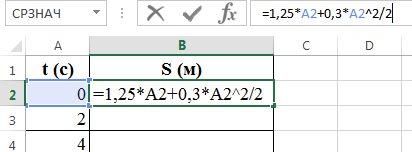 СРЗНАЧ =1,25*A2+0,3*A2^2/2
A B C D
1 t (с) S (м)
2 0 =1,25*A2+0,3*A2^2/2
3 2
4 4